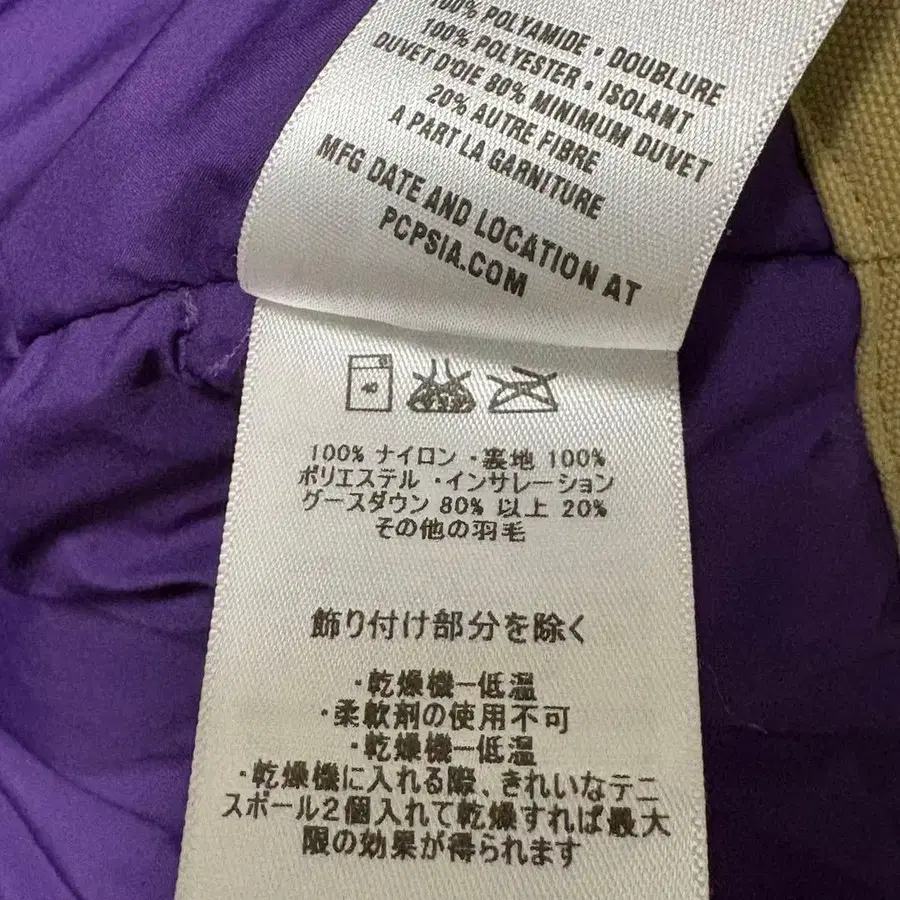 100% POLYAMIDE • DOUBLURE
100% POLYESTER • ISOLANT
DUVET D'OIE 80% MINIMUM DUVET
20% AUTRE FIBRE
A PART LA GARNITURE
MFG DATE AND LOCATION AT
PCPSIA.COM
40
100% ナイロン ・裏地 100%
ポリエステル ・インサレーション
グースダウン 80% 以上 20%
その他の羽毛
飾り付け部分を除く
・乾燥機ー低温
・柔軟剤の使用不可
・乾燥機ー低温
・乾燥機に入れる際、きれいなテニ
スボール2個入れて乾燥すれば最大
限の効果が得られます